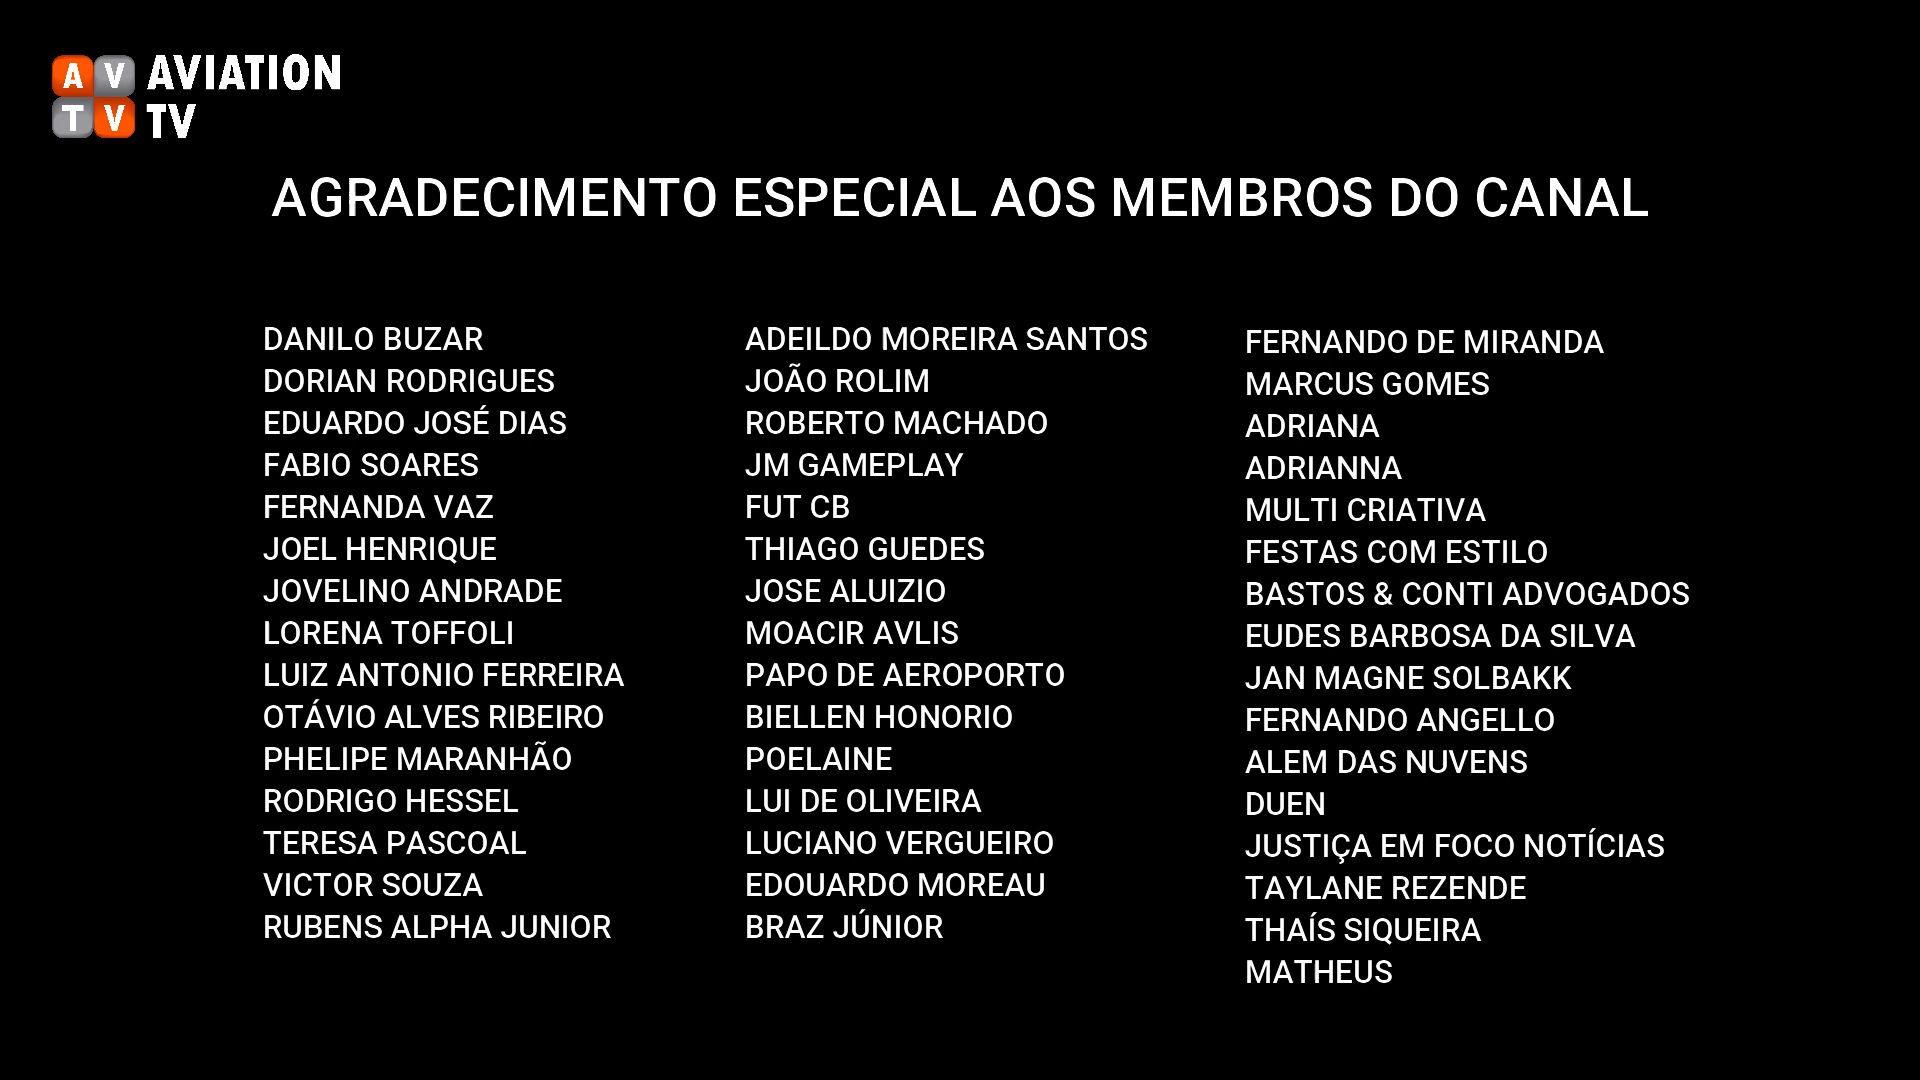 AV AVIATION
TV TV
AGRADECIMENTO ESPECIAL AOS MEMBROS DO CANAL
DANILO BUZAR
DORIAN RODRIGUES
EDUARDO JOSÉ DIAS
FABIO SOARES
FERNANDA VAZ
JOEL HENRIQUE
JOVELINO ANDRADE
LORENA TOFFOLI
LUIZ ANTONIO FERREIRA
OTÁVIO ALVES RIBEIRO
PHELIPE MARANHÃO
RODRIGO HESSEL
TERESA PASCOAL
VICTOR SOUZA
RUBENS ALPHA JUNIOR
ADEILDO MOREIRA SANTOS
JOÃO ROLIM
ROBERTO MACHADO
JM GAMEPLAY
FUT CB
THIAGO GUEDES
JOSE ALUIZIO
MOACIR AVLIS
PAPO DE AEROPORTO
BIELLEN HONORIO
POELAINE
LUI DE OLIVEIRA
LUCIANO VERGUEIRO
EDOUARDO MOREAU
BRAZ JÚNIOR
FERNANDO DE MIRANDA
MARCUS GOMES
ADRIANA
ADRIANNA
MULTI CRIATIVA
FESTAS COM ESTILO
BASTOS & CONTI ADVOGADOS
EUDES BARBOSA DA SILVA
JAN MAGNE SOLBAKK
FERNANDO ANGELLO
ALEM DAS NUVENS
DUEN
JUSTIÇA EM FOCO NOTÍCIAS
TAYLANE REZENDE
THAÍS SIQUEIRA
MATHEUS